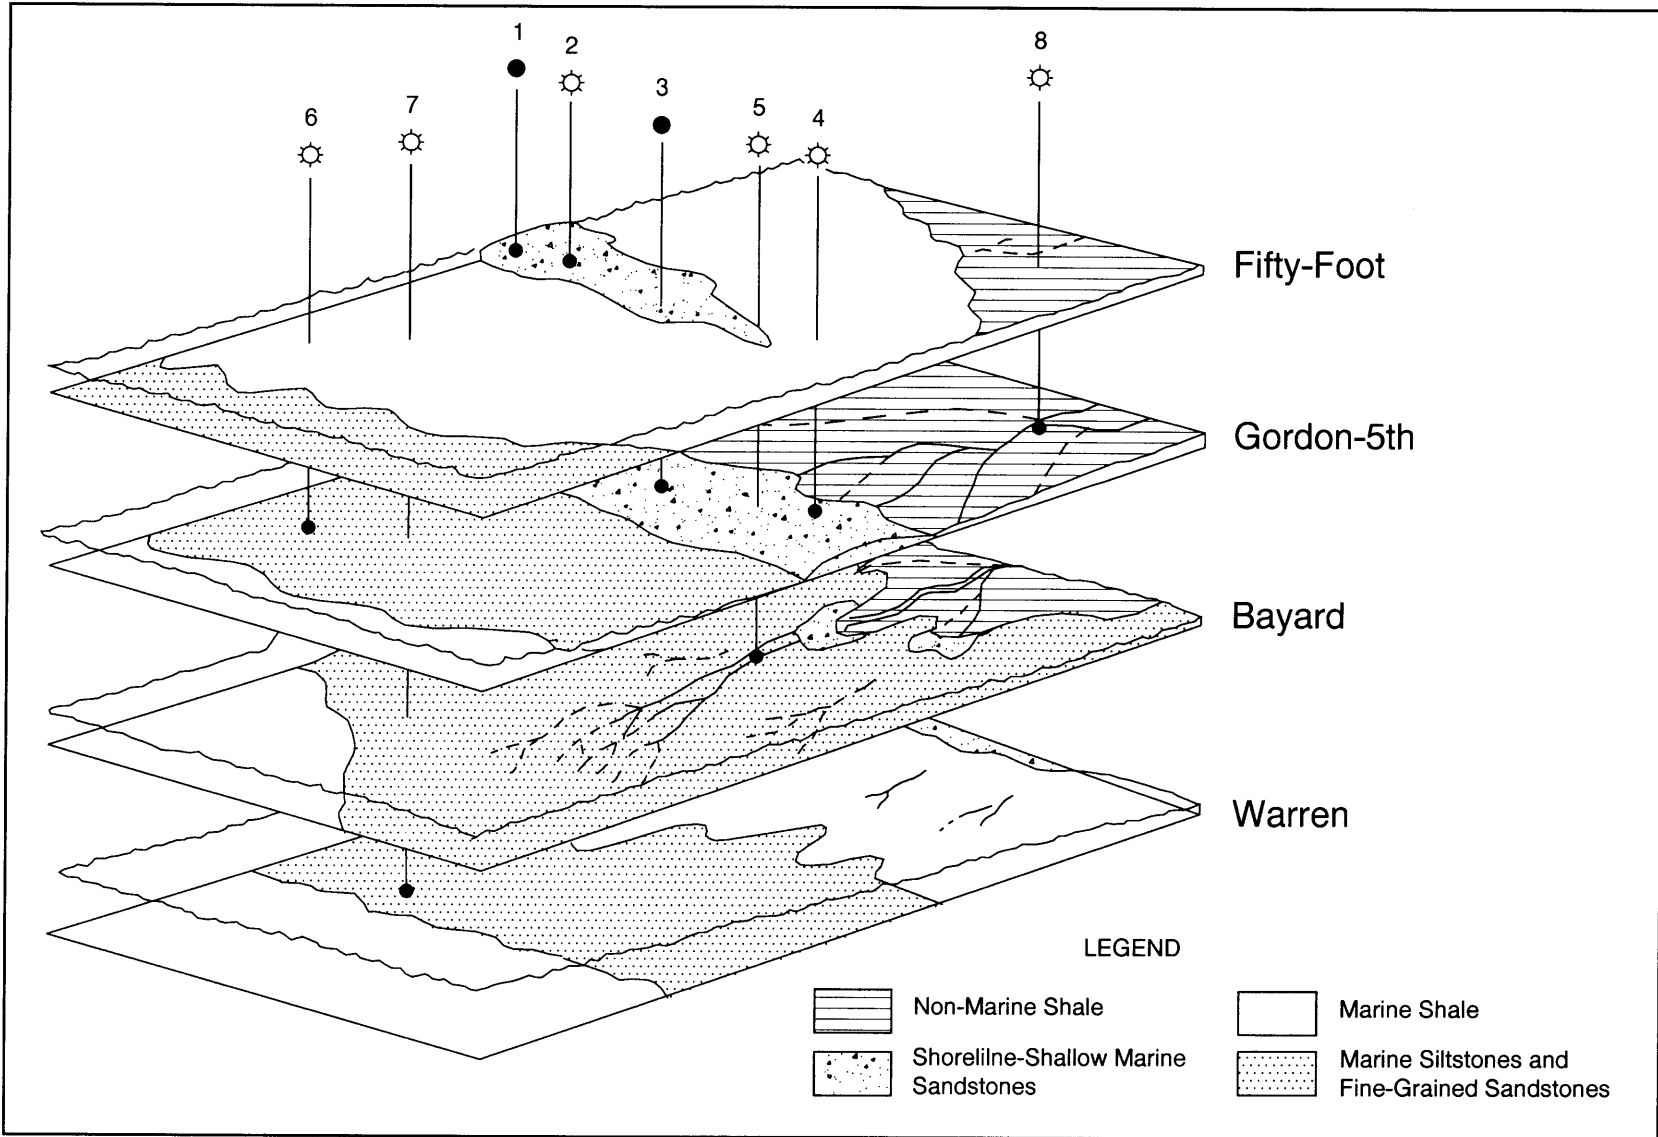 1
2
3
5
4
8
6
7
Fifty-Foot
Gordon-5th
Bayard
Warren
LEGEND
Non-Marine Shale
Marine Shale
Shorelilne-Shallow Marine
Sandstones
Marine Siltstones and
Fine-Grained Sandstones